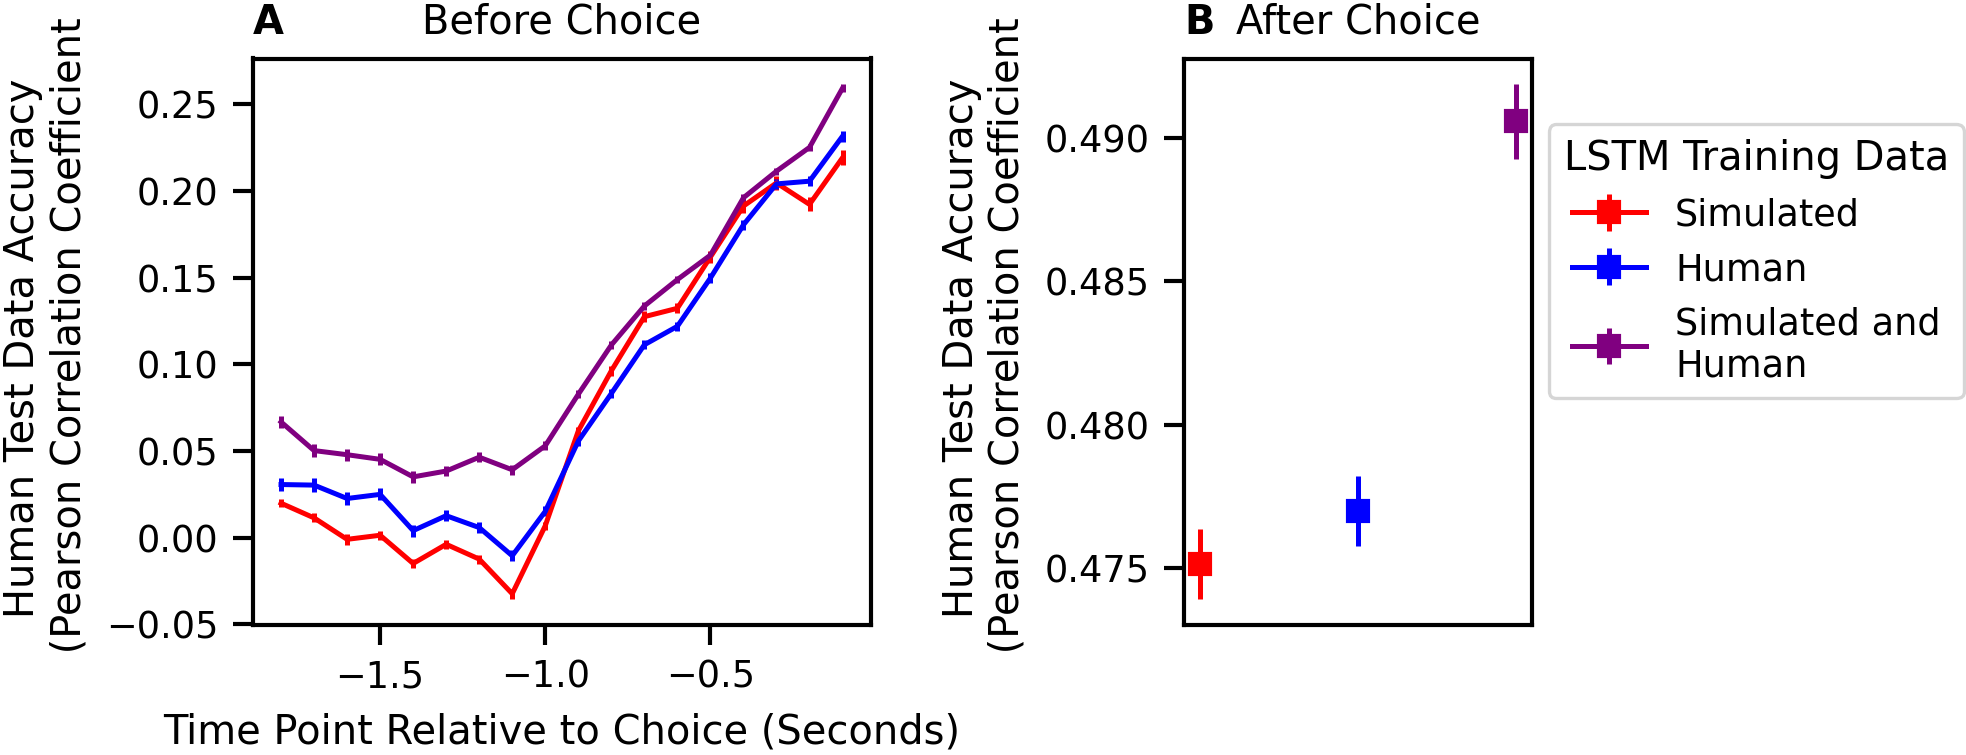 A Before Choice
Human Test Data Accuracy
(Pearson Correlation Coefficient
0.25
0.20
0.15
0.10
0.05
0.00
−0.05
−1.5 −1.0 −0.5
Time Point Relative to Choice (Seconds)
B After Choice
Human Test Data Accuracy
(Pearson Correlation Coefficient
0.490
0.485
0.480
0.475
LSTM Training Data
Simulated
Human
Simulated and
Human